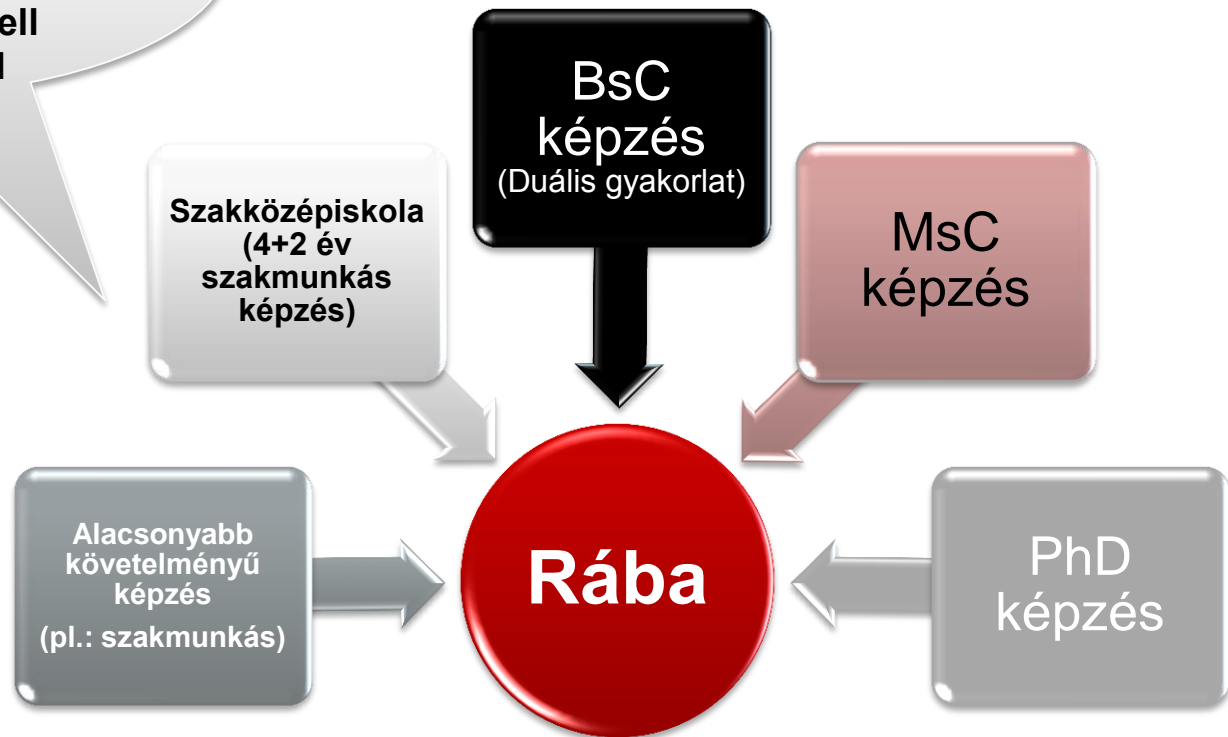 BsC
képzés
(Duális gyakorlat)
Szakközépiskola
(4+2 év
szakmunkás
képzés)
MsC
képzés
Alacsonyabb
követelményű
képzés
(pl.: szakmunkás)
Rába
PhD
képzés